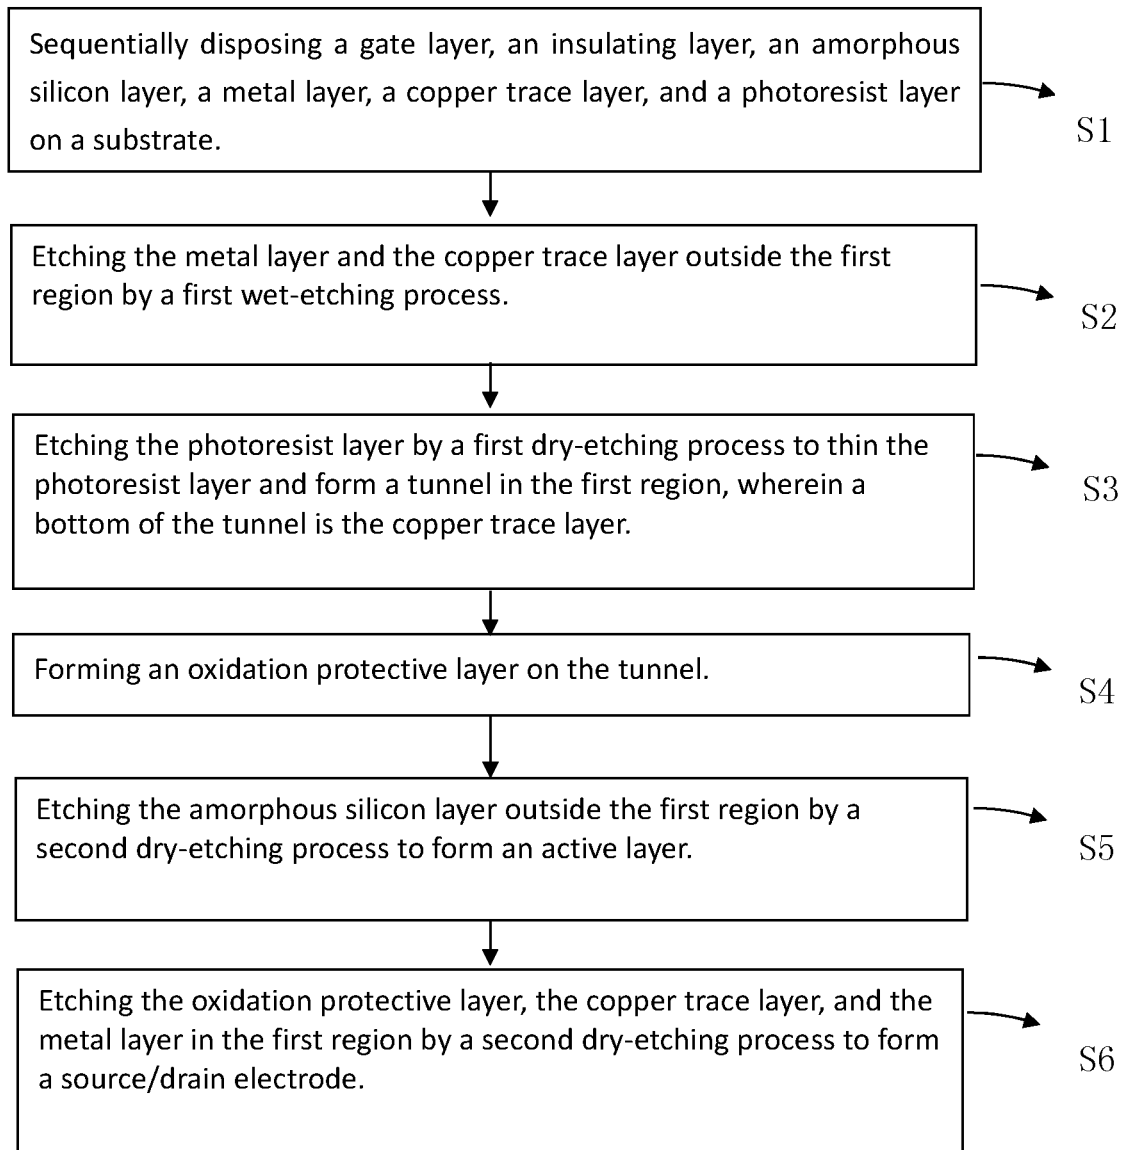 Sequentially disposing a gate layer, an insulating layer, an amorphous
silicon layer, a metal layer, a copper trace layer, and a photoresist layer
on a substrate.
S1
Etching the metal layer and the copper trace layer outside the first
region by a first wet-etching process.
S2
Etching the photoresist layer by a first dry-etching process to thin the
photoresist layer and form a tunnel in the first region, wherein a
bottom of the tunnel is the copper trace layer.
S3
Forming an oxidation protective layer on the tunnel.
S4
Etching the amorphous silicon layer outside the first region by a
second dry-etching process to form an active layer.
S5
Etching the oxidation protective layer, the copper trace layer, and the
metal layer in the first region by a second dry-etching process to form
a source/drain electrode.
S6